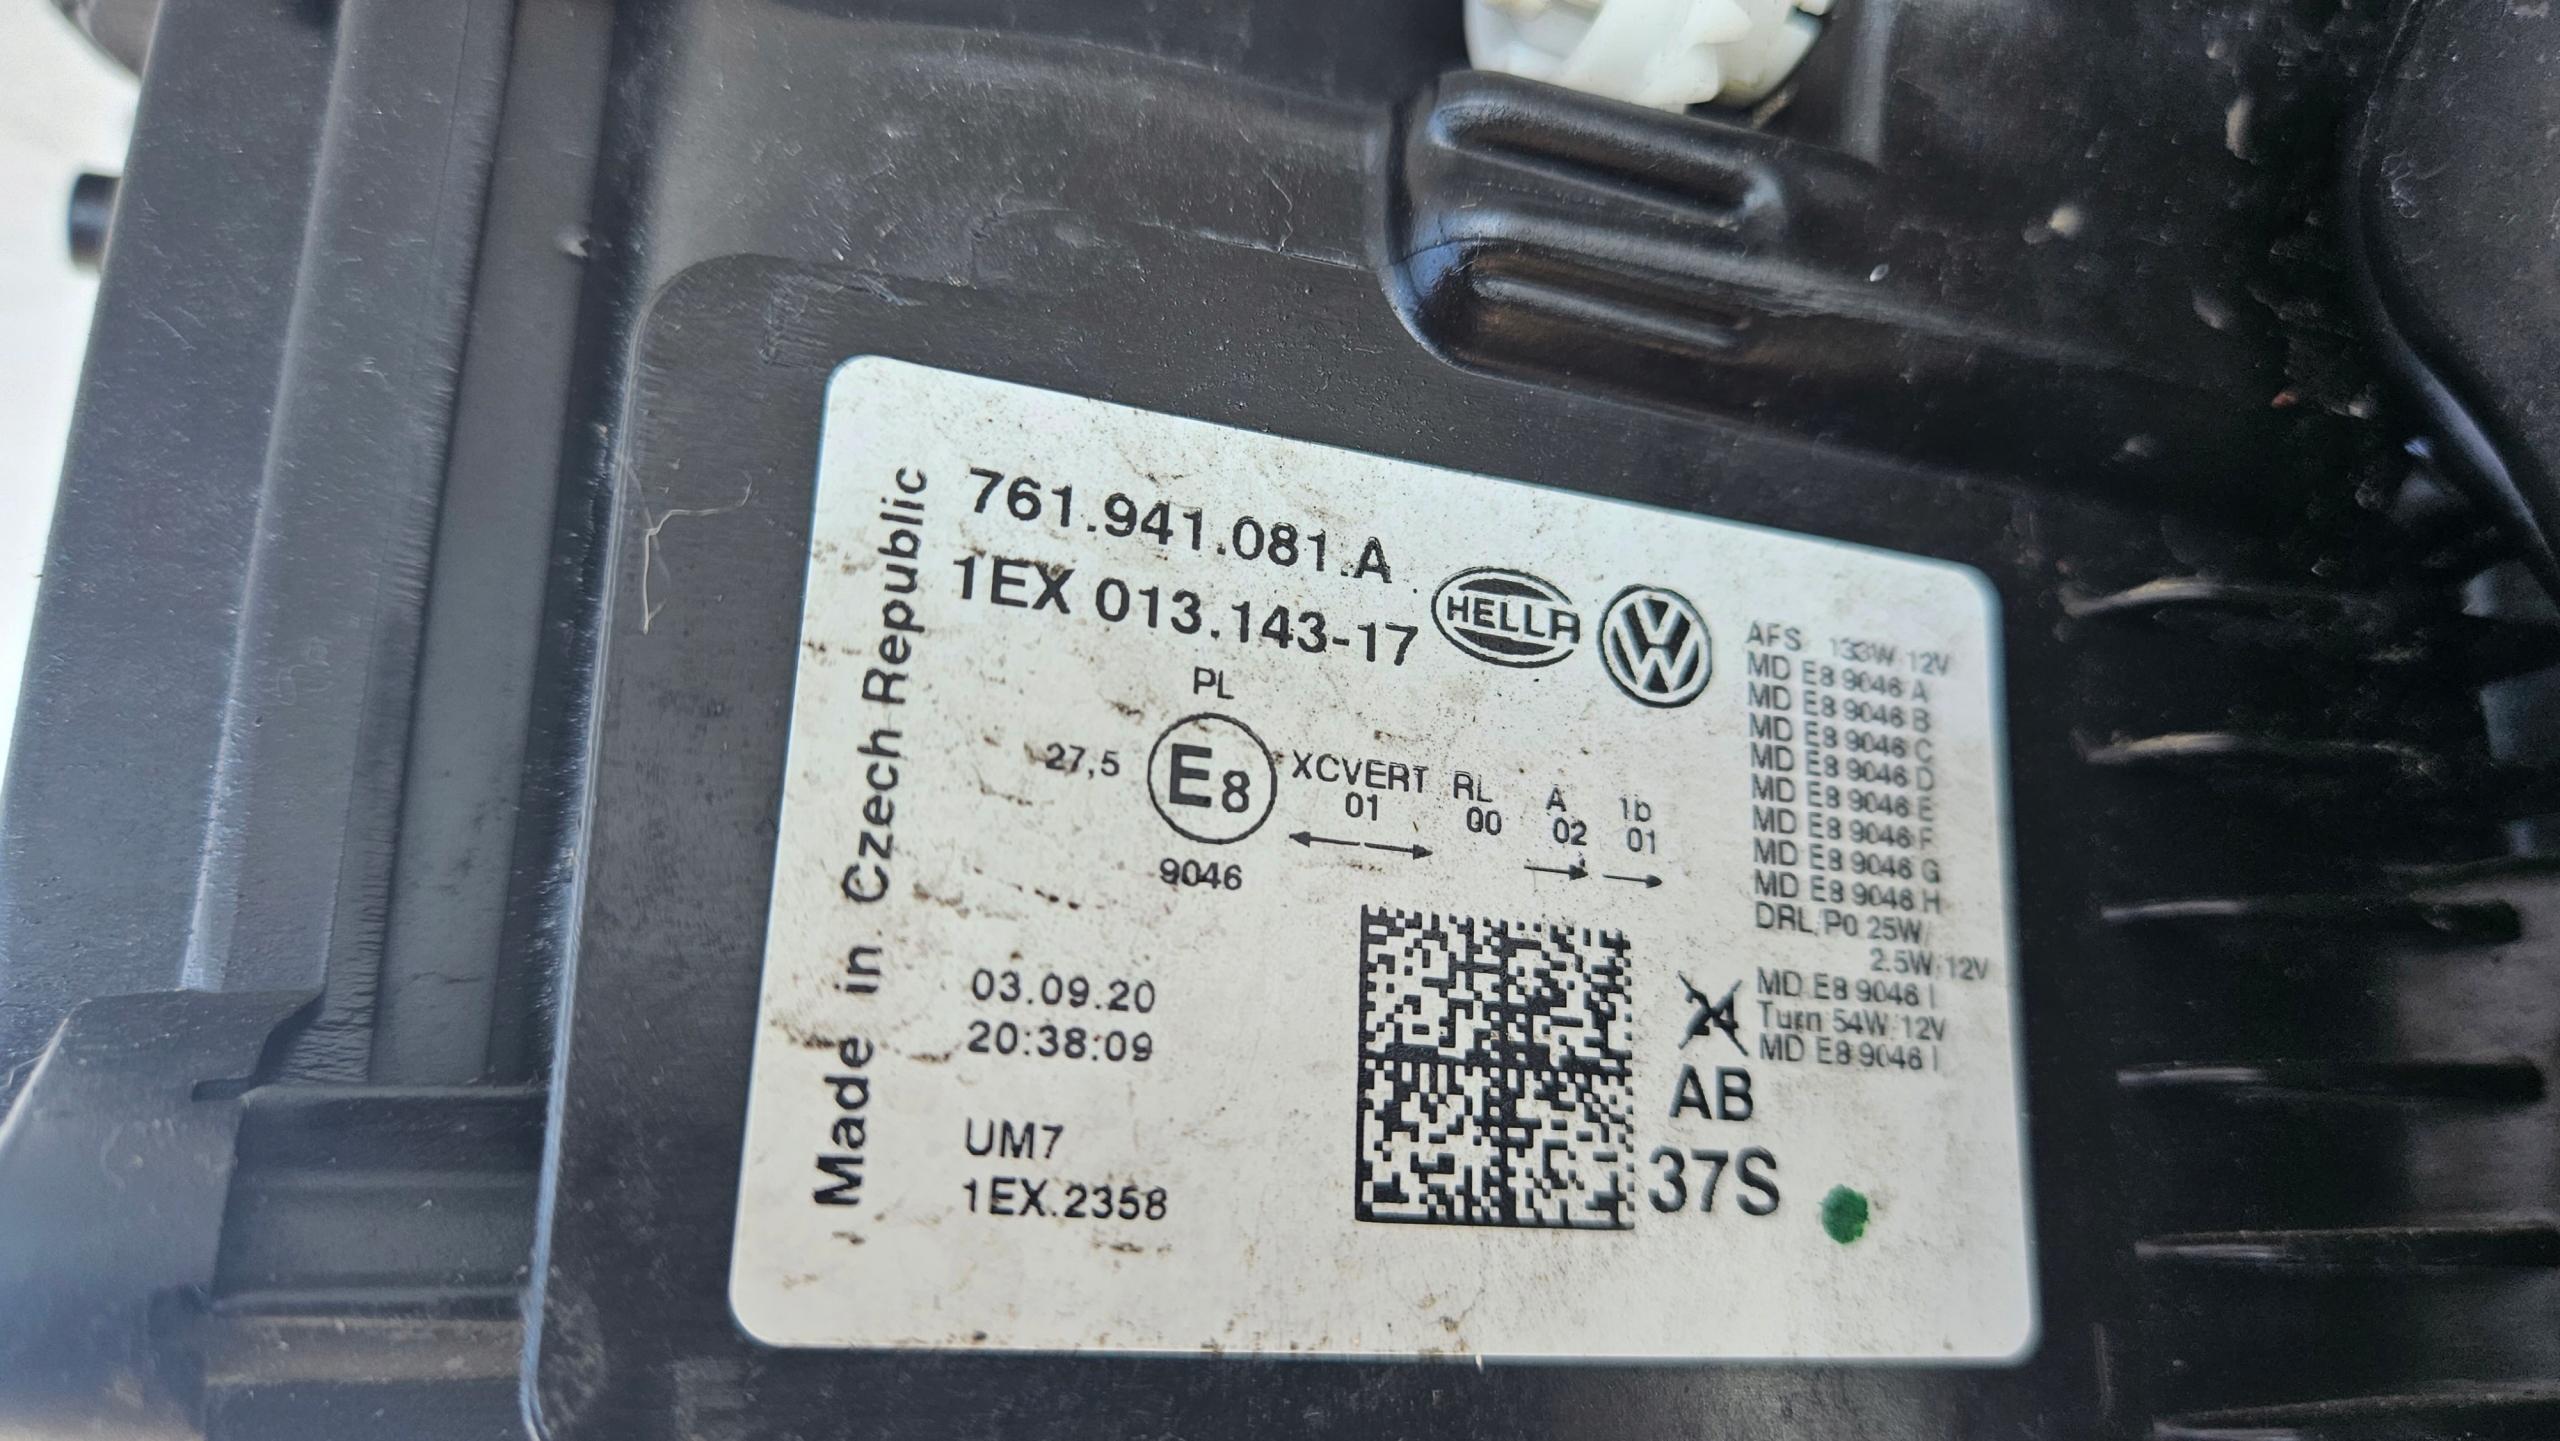 Made in Czech Republic
761.941.081.A
1EX 013.143-17
HELLA
PL
27,5
E8
XCVERT RL A 1b
01 00 02 01
9046
AFS 133W 12V
MD E8 9046 A
MD E8 9046 B
MD E8 9046 C
MD E8 9046 D
MD E8 9046 E
MD E8 9046 F
MD E8 9046 G
MD E8 9046 H
DRL,P0 25W/
2.5W 12V
MD E8 9046 I
Turn 54W 12V
MD E8 9046 I
03.09.20
20:38:09
24
AB
37S
UM7
1EX.2358